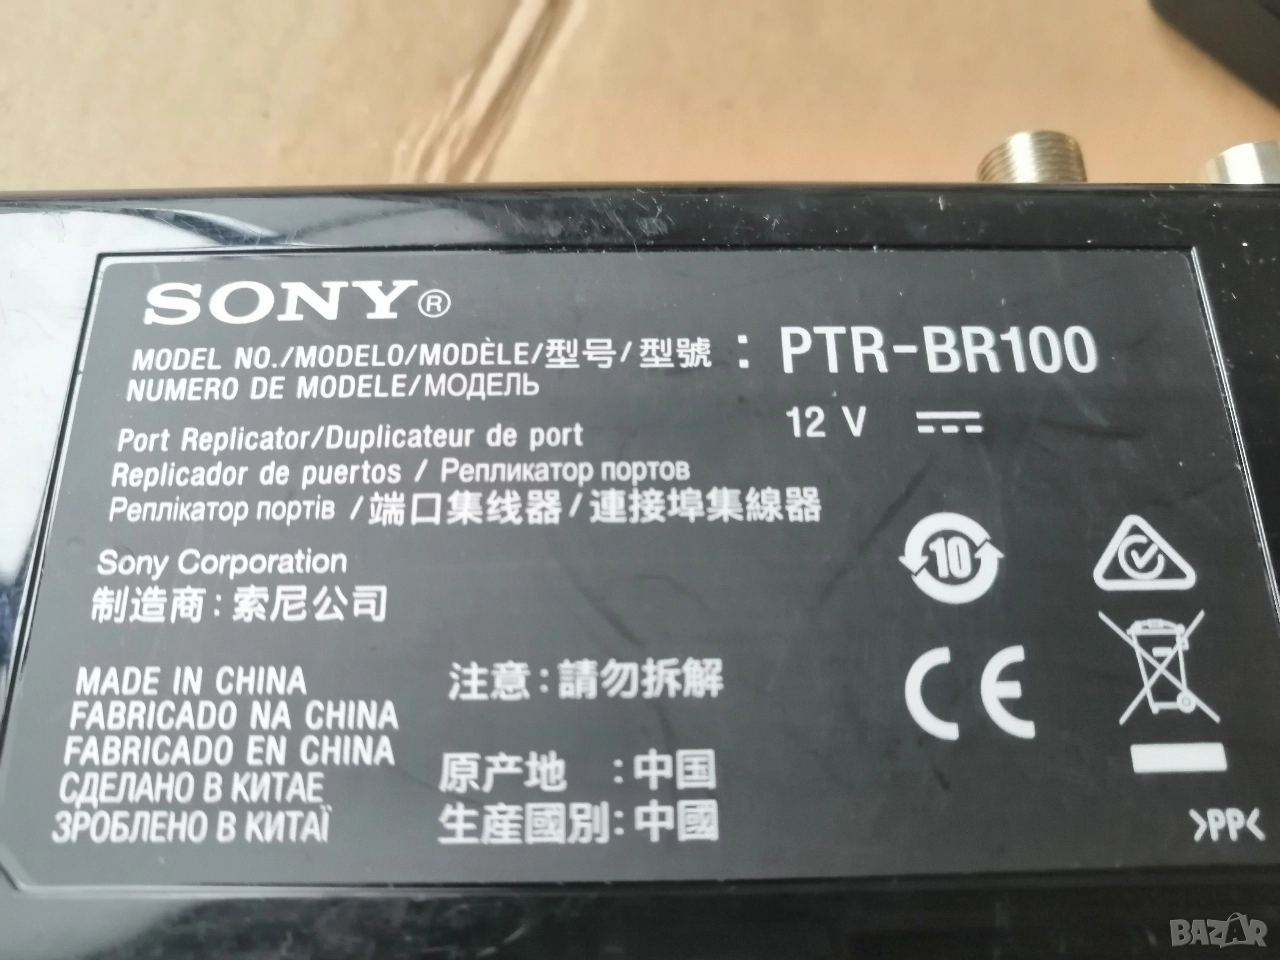 SONY®
MODEL NO./MODELO/MODÈLE/型号/型號 : PTR-BR100
NUMERO DE MODELE/МОДЕЛЬ
12 V
Port Replicator/Duplicateur de port
Replicador de puertos / Репликатор портов
Реплікатор портів /端口集线器/連接埠集線器
Sony Corporation
制造商:索尼公司
10
MADE IN CHINA
FABRICADO NA CHINA
FABRICADO EN CHINA
СДЕЛАНО В КИТАЕ
ЗРОБЛЕНО В КИТАЇ
注意:請勿拆解
原产地 :中国
生産國別:中國
CE
>PP<
BAZAR